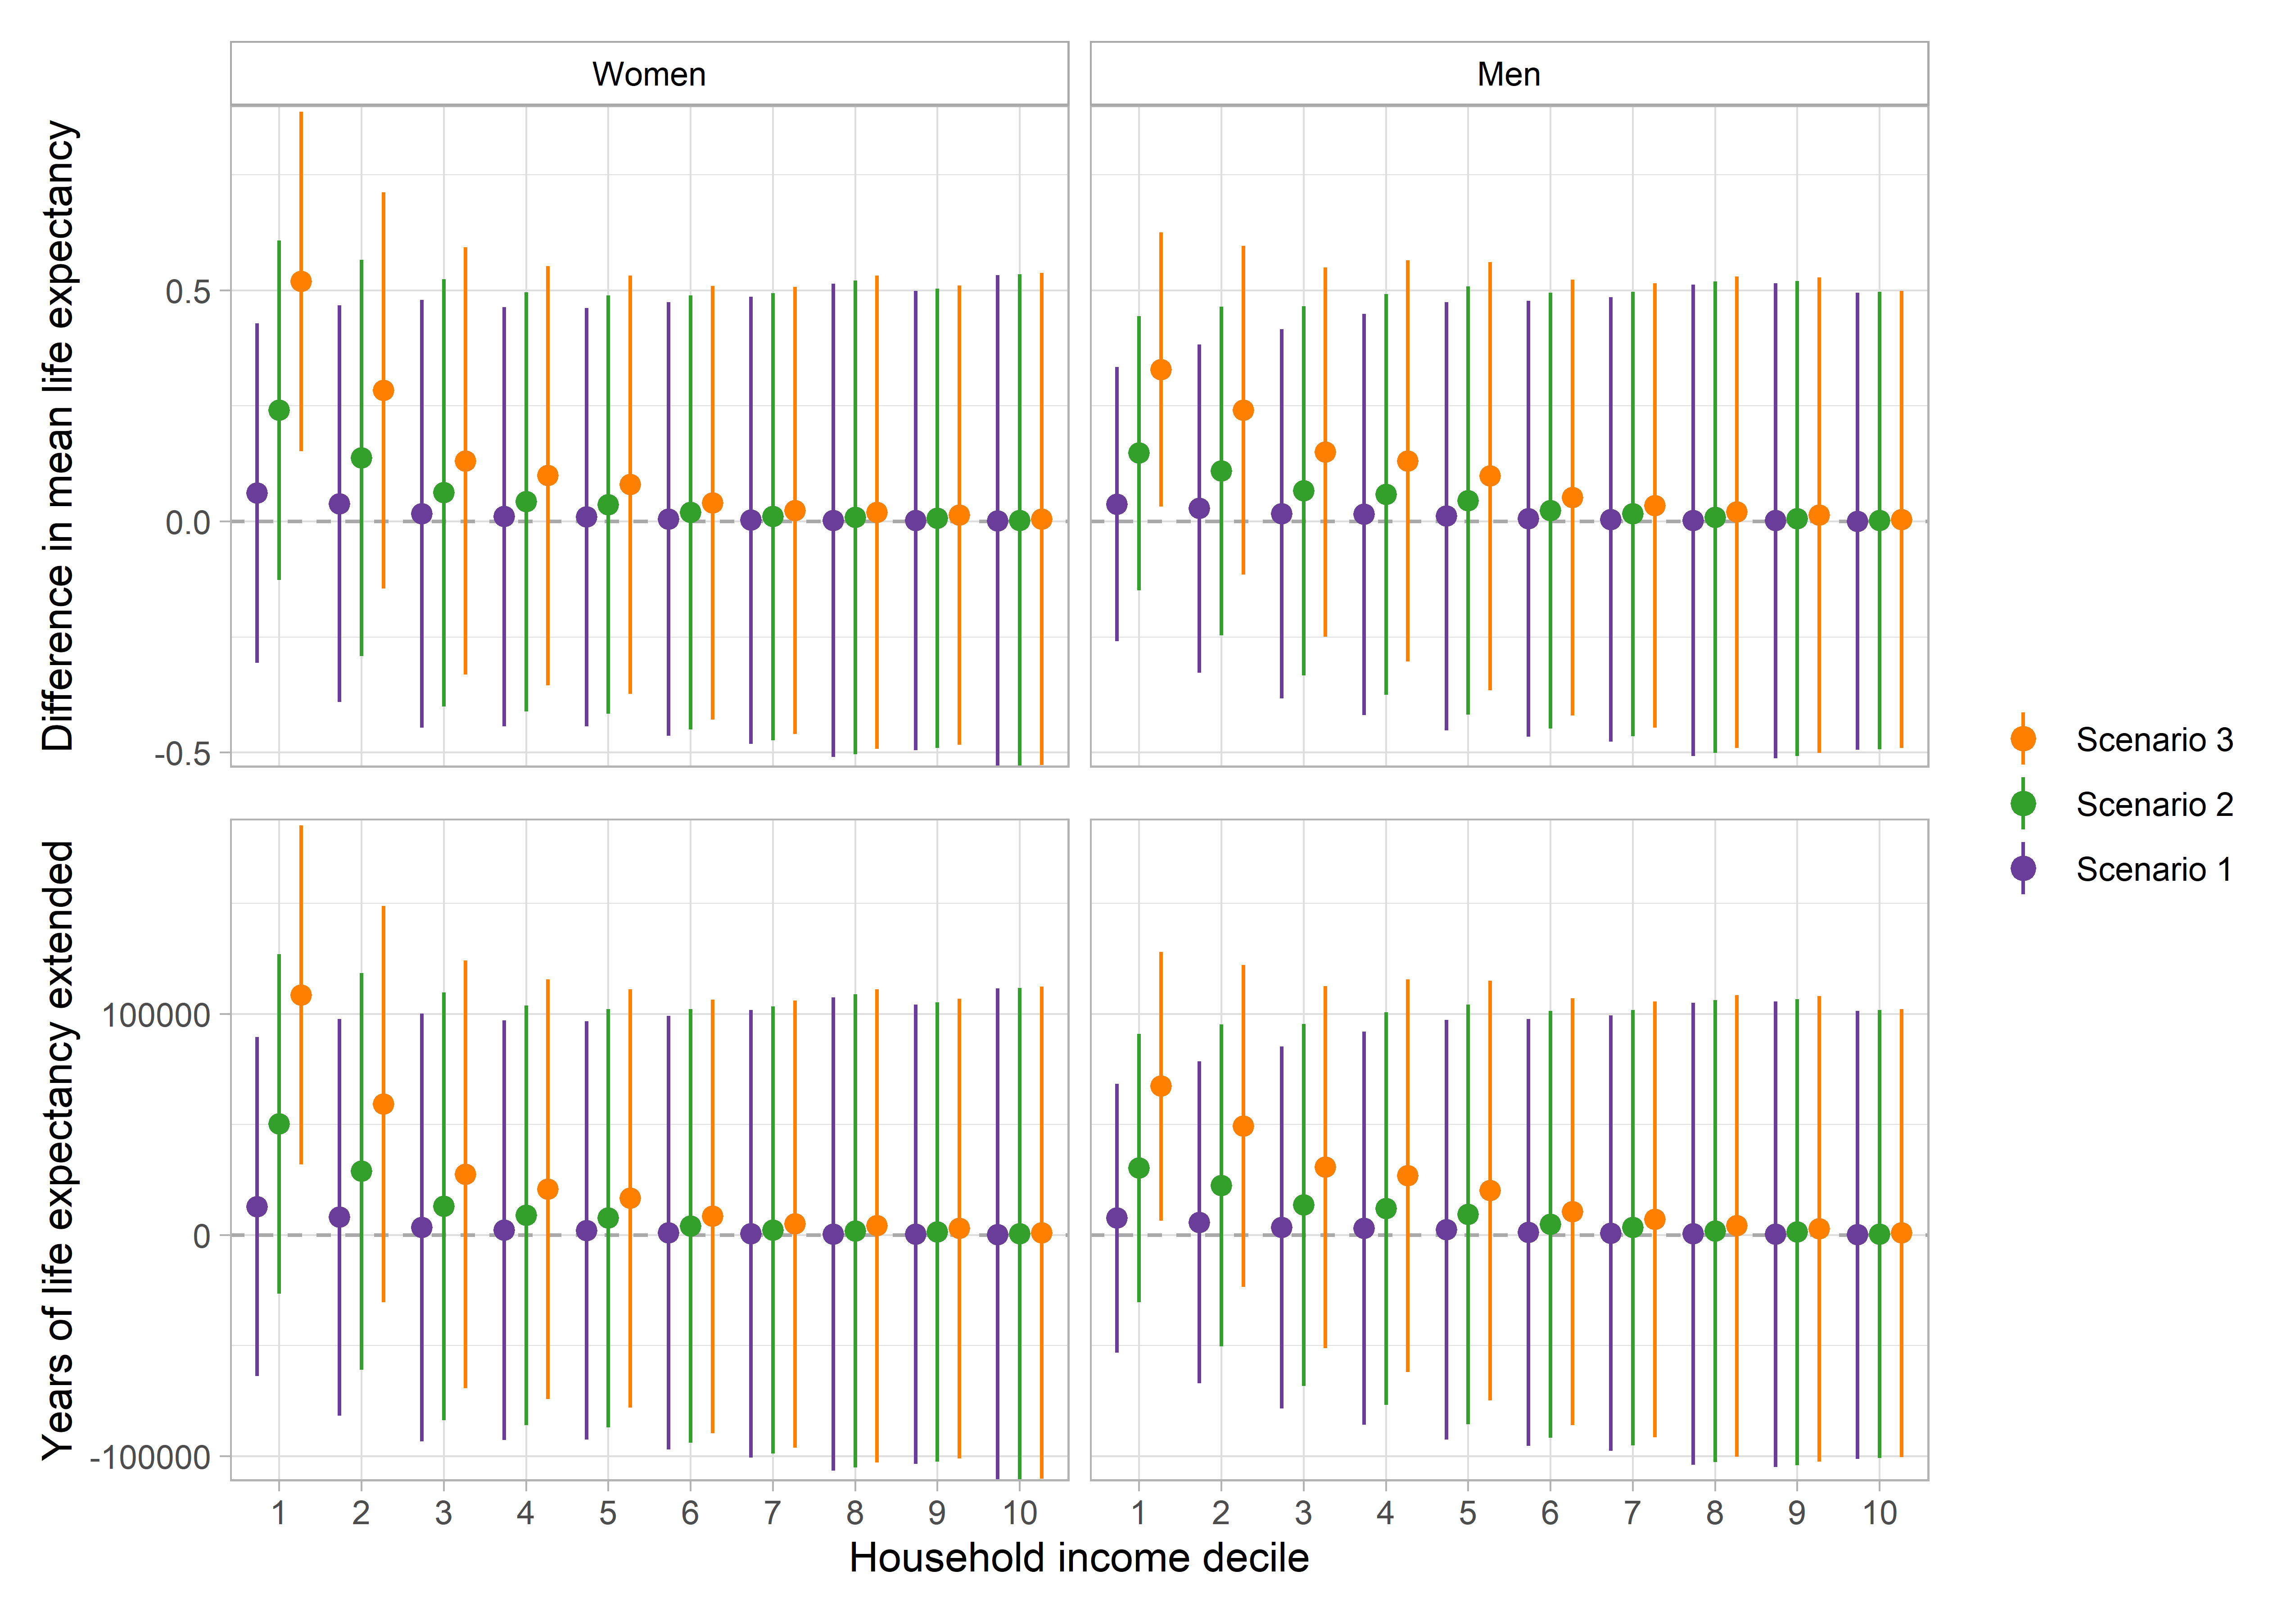 Women
Men
Difference in mean life expectancy
0.5
0.0
-0.5
Years of life expectancy extended
100000
0
-100000
1 2 3 4 5 6 7 8 9 10
1 2 3 4 5 6 7 8 9 10
Household income decile
Scenario 3
Scenario 2
Scenario 1